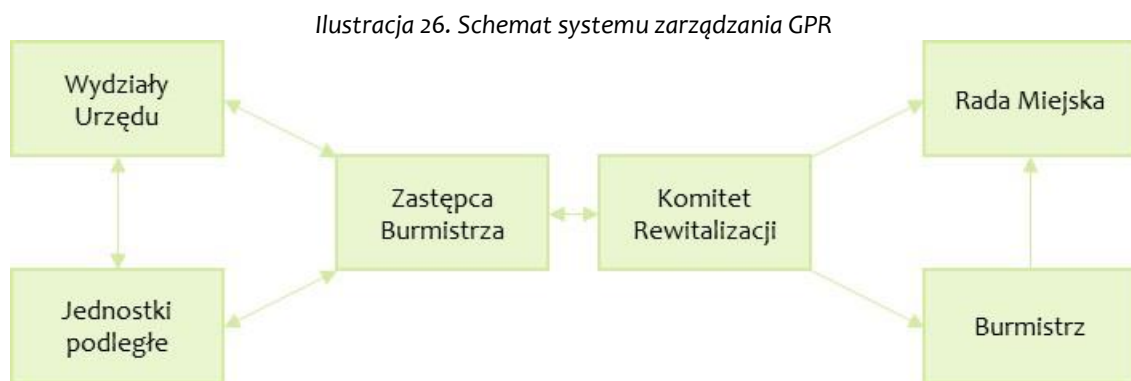 Ilustracja 26. Schemat systemu zarządzania GPR
Wydziały
Urzędu
Rada Miejska
Zastępca
Burmistrza
Komitet
Rewitalizacji
Jednostki
podległe
Burmistrz